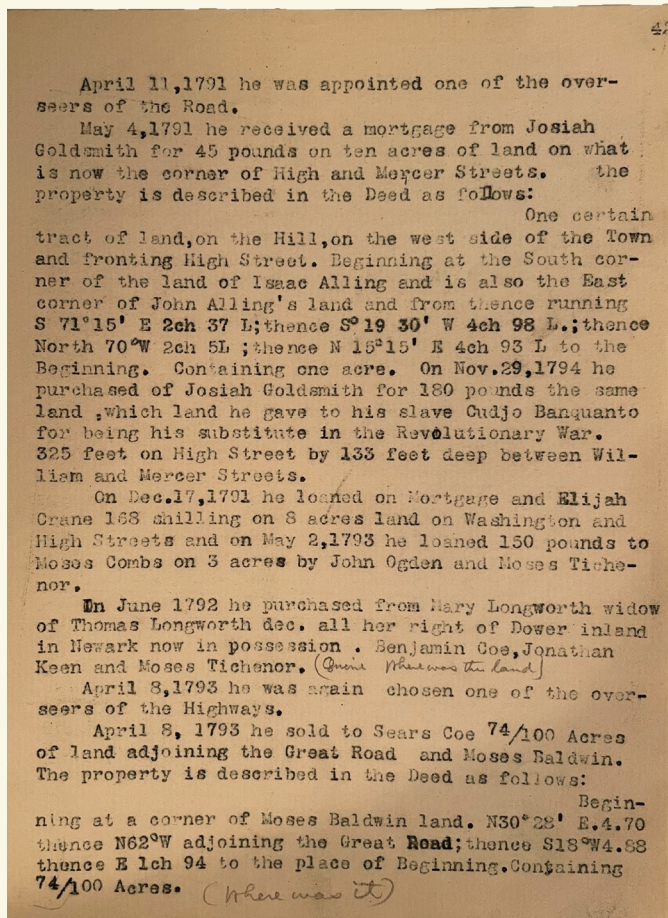 42
April 11,1791 he was appointed one of the over-
seers of the Road.
May 4,1791 he received a mortgage from Josiah
Goldsmith for 45 pounds on ten acres of land on what
is now the corner of High and Mercer Streets. the
property is described in the Deed as follows:
One certain
tract of land,on the Hill,on the west side of the Town
and fronting High Street. Beginning at the South cor-
ner of the land of Isaac Alling and is also the East
corner of John Alling's land and from thence running
S 71°15' E 2ch 37 L;thence S°19 30' W 4ch 98 L.;thence
North 70°W 2ch 5L ;thence N 15°15' E 4ch 93 L to the
Beginning. Containing one acre. On Nov.29,1794 he
purchased of Josiah Goldsmith for 180 pounds the same
land ,which land he gave to his slave Cudjo Banquanto
for being his substitute in the Revolutionary War.
325 feet on High Street by 133 feet deep between Wil-
liam and Mercer Streets.
On Dec.17,1791 he loaned on Mortgage and Elijah
Crane 168 shilling on 8 acres land on Washington and
High Streets and on May 2,1793 he loaned 150 pounds to
Moses Combs on 3 acres by John Ogden and Moses Tiche-
nor.
In June 1792 he purchased from Mary Longworth widow
of Thomas Longworth dec. all her right of Dower inland
in Newark now in possession . Benjamin Coe,Jonathan
Keen and Moses Tichenor. ( where was the land)
April 8,1793 he was again chosen one of the over-
seers of the Highways.
April 8, 1793 he sold to Sears Coe 74/100 Acres
of land adjoining the Great Road and Moses Baldwin.
The property is described in the Deed as follows:
Begin-
ning at a corner of Moses Baldwin land. N30°28' E.4.70
thence N62°W adjoining the Great Road;thence S18°W4.88
thence E 1ch 94 to the place of Beginning.Containing
74/100 Acres. (Where was it)